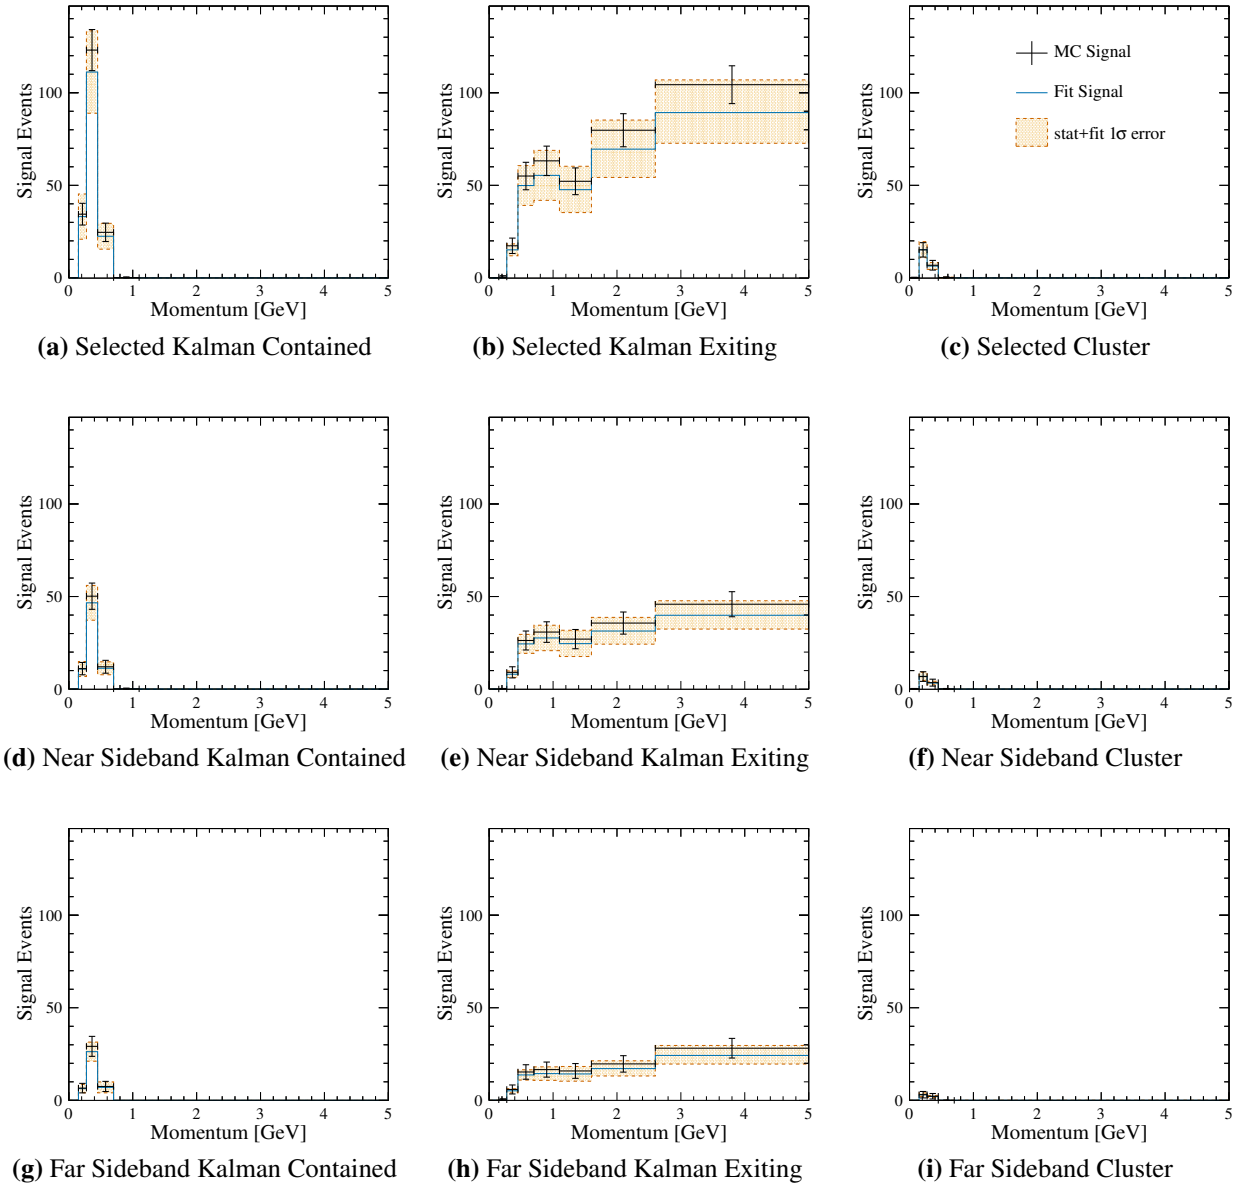 Signal Events
100
50
0
0 1 2 3 4 5
Momentum [GeV]
(a) Selected Kalman Contained
Signal Events
100
50
0
0 1 2 3 4 5
Momentum [GeV]
(b) Selected Kalman Exiting
Signal Events
100
50
0
0 1 2 3 4 5
Momentum [GeV]
MC Signal
Fit Signal
stat+fit 1σ error
(c) Selected Cluster
Signal Events
100
50
0
0 1 2 3 4 5
Momentum [GeV]
(d) Near Sideband Kalman Contained
Signal Events
100
50
0
0 1 2 3 4 5
Momentum [GeV]
(e) Near Sideband Kalman Exiting
Signal Events
100
50
0
0 1 2 3 4 5
Momentum [GeV]
(f) Near Sideband Cluster
Signal Events
100
50
0
0 1 2 3 4 5
Momentum [GeV]
(g) Far Sideband Kalman Contained
Signal Events
100
50
0
0 1 2 3 4 5
Momentum [GeV]
(h) Far Sideband Kalman Exiting
Signal Events
100
50
0
0 1 2 3 4 5
Momentum [GeV]
(i) Far Sideband Cluster